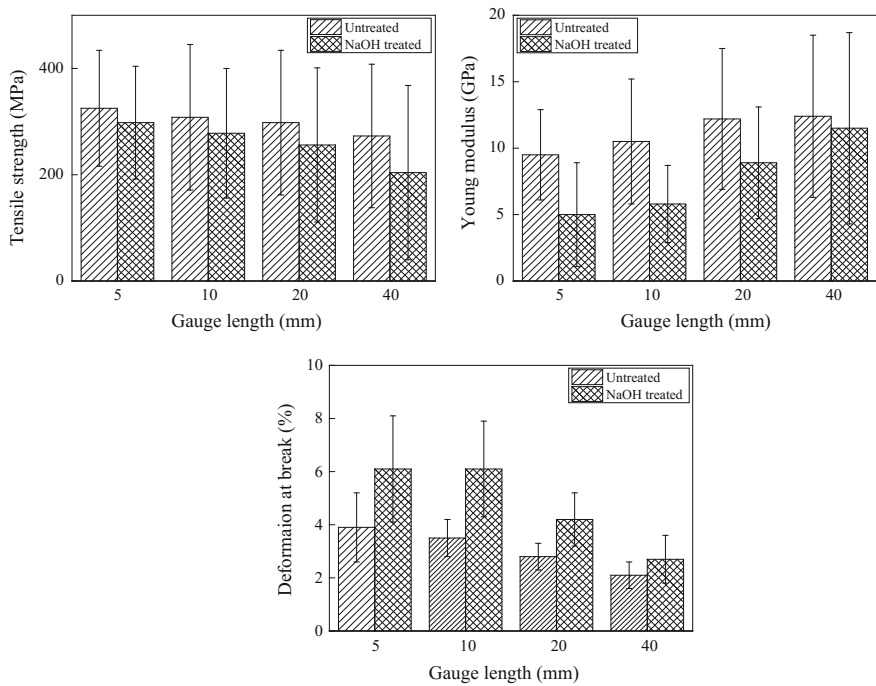 Tensile strength (MPa)
400
200
0
Untreated
NaOH treated
5 10 20 40
Gauge length (mm)
Young modulus (GPa)
20
15
10
5
0
Untreated
NaOH treated
5 10 20 40
Gauge length (mm)
Deformaion at break (%)
10
8
6
4
2
0
Untreated
NaOH treated
5 10 20 40
Gauge length (mm)